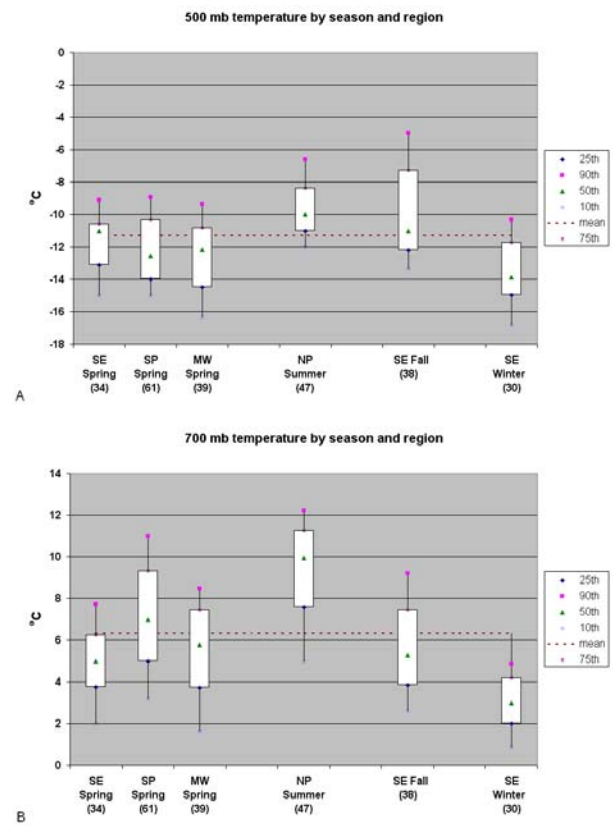 500 mb temperature by season and region
0
-2
-4
-6
-8
-10
-12
-14
-16
-18
°C
SE Spring (34)
SP Spring (61)
MW Spring (39)
NP Summer (47)
SE Fall (38)
SE Winter (30)
25th
90th
50th
10th
mean
75th
A
700 mb temperature by season and region
14
12
10
8
6
4
2
0
°C
SE Spring (34)
SP Spring (61)
MW Spring (39)
NP Summer (47)
SE Fall (38)
SE Winter (30)
25th
90th
50th
10th
mean
75th
B